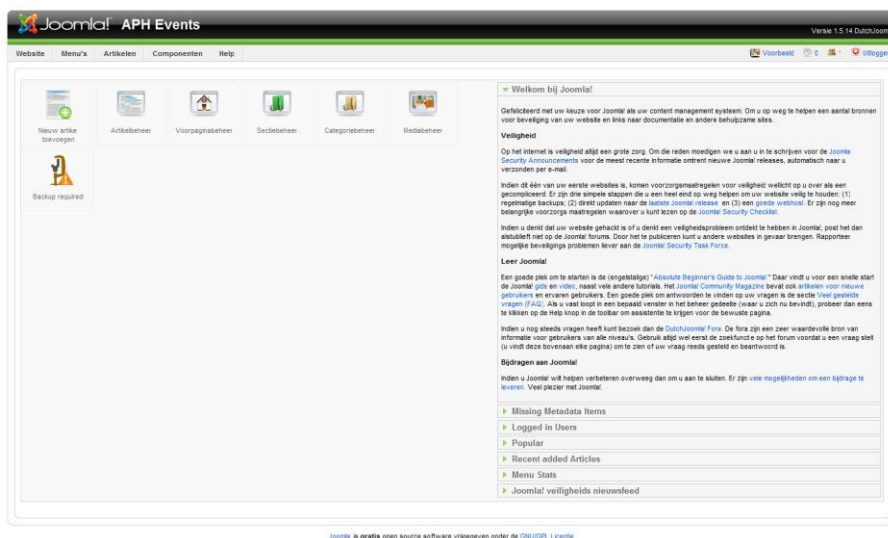 Joomla! APH Events
Versie 1.5.14 DutchJoom
Website Menu's Artikelen Componenten Help
Voorbeeld 0 Uitlogge
Nieuw artike
toevoegen
Artikelbeheer
Voorpaginabeheer
Sectiebeheer
Categoriebeheer
Mediabeheer
Backup required
Welkom bij Joomla!
Gefeliciteerd met uw keuze voor Joomla! als uw content management systeem. Om u op weg te helpen een aantal bronnen
voor beveiliging van uw website en links naar documentatie en andere behulpzame sites.
Veiligheid
Op het internet is veiligheid altijd een grote zorg. Om die reden moedigen we u aan u in te schrijven voor de Joomla!
Security Announcements voor de meest recente informatie omtrent nieuwe Joomla! releases, automatisch naar u
verzonden per e-mail.
Indien dit één van uw eerste websites is, komen voorzorgsmaatregelen voor veiligheid wellicht op u over als een
gecompliceerd. Er zijn drie simpele stappen die u een heel eind op weg helpen om uw website veilig te houden: (1)
regelmatige backups; (2) direct updaten naar de laatste Joomla! release en (3) een goede webhost. Er zijn nog meer
belangrijke voorzorgs maatregelen waarover u kunt lezen op de Joomla! Security Checklist.
Indien u denkt dat uw website gehackt is of u denkt een veiligheidsprobleem ontdekt te hebben in Joomla!, post het dan
alstublieft niet op de Joomla! forums. Door het te publiceren kunt u andere websites in gevaar brengen. Rapporteer
mogelijke beveiligings problemen liever aan de Joomla! Security Task Force.
Leer Joomla!
Een goede plek om te starten is de (engelstalige) "Absolute Beginner's Guide to Joomla!." Daar vindt u voor een snelle start
de Joomla! gids en video, naast vele andere tutorials. Het Joomla! Community Magazine bevat ook artikelen voor nieuwe
gebruikers en ervaren gebruikers. Een goede plek om antwoorden te vinden op uw vragen is de sectie Veel gestelde
vragen (FAQ). Als u vast loopt in een bepaald venster in het beheer gedeelte (waar u zich nu bevindt), probeer dan eens
te klikken op de Help knop in de toolbar om assistentie te krijgen voor de bewuste pagina.
Indien u nog steeds vragen heeft kunt bezoek dan de DutchJoomla! Fora. De fora zijn een zeer waardevolle bron van
informatie voor gebruikers van alle niveau's. Gebruik altijd wel eerst de zoekfunctie op het forum voordat u een vraag stelt
(u vindt deze bovenaan elke pagina) om te zien of uw vraag reeds gesteld en beantwoord is.
Bijdragen aan Joomla!
Indien u Joomla! wilt helpen verbeteren overweeg dan om u aan te sluiten. Er zijn vele mogelijkheden om een bijdrage te
leveren. Veel plezier met Joomla!.
Missing Metadata Items
Logged in Users
Popular
Recent added Articles
Menu Stats
Joomla! veiligheids nieuwsfeed
Joomla! is gratis open source software vrijgegeven onder de GNU/GPL Licentie.